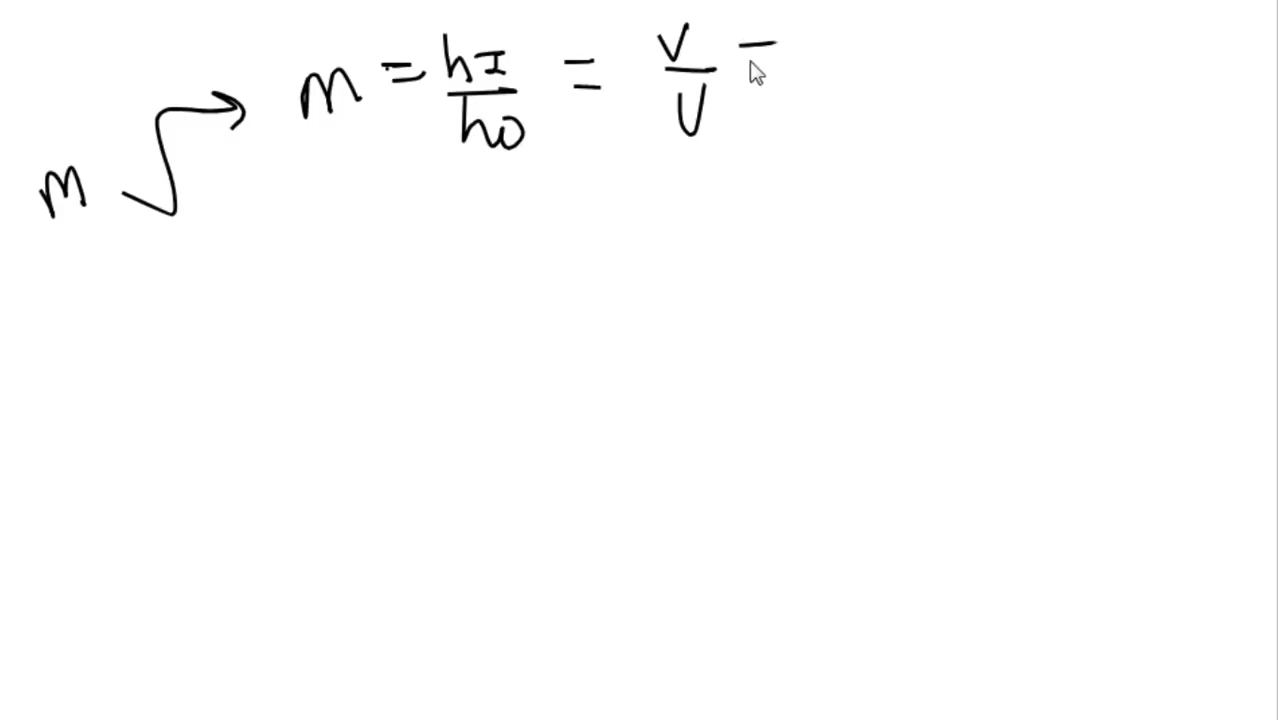 m → m = hI/ho = v/u -